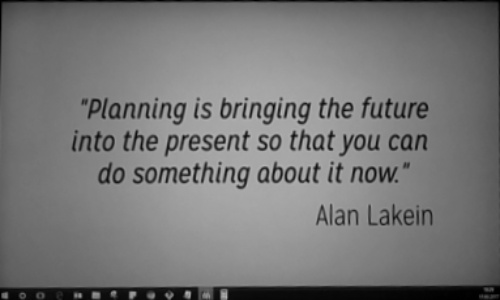 "Planning is bringing the future
into the present so that you can
do something about it now."
Alan Lakein